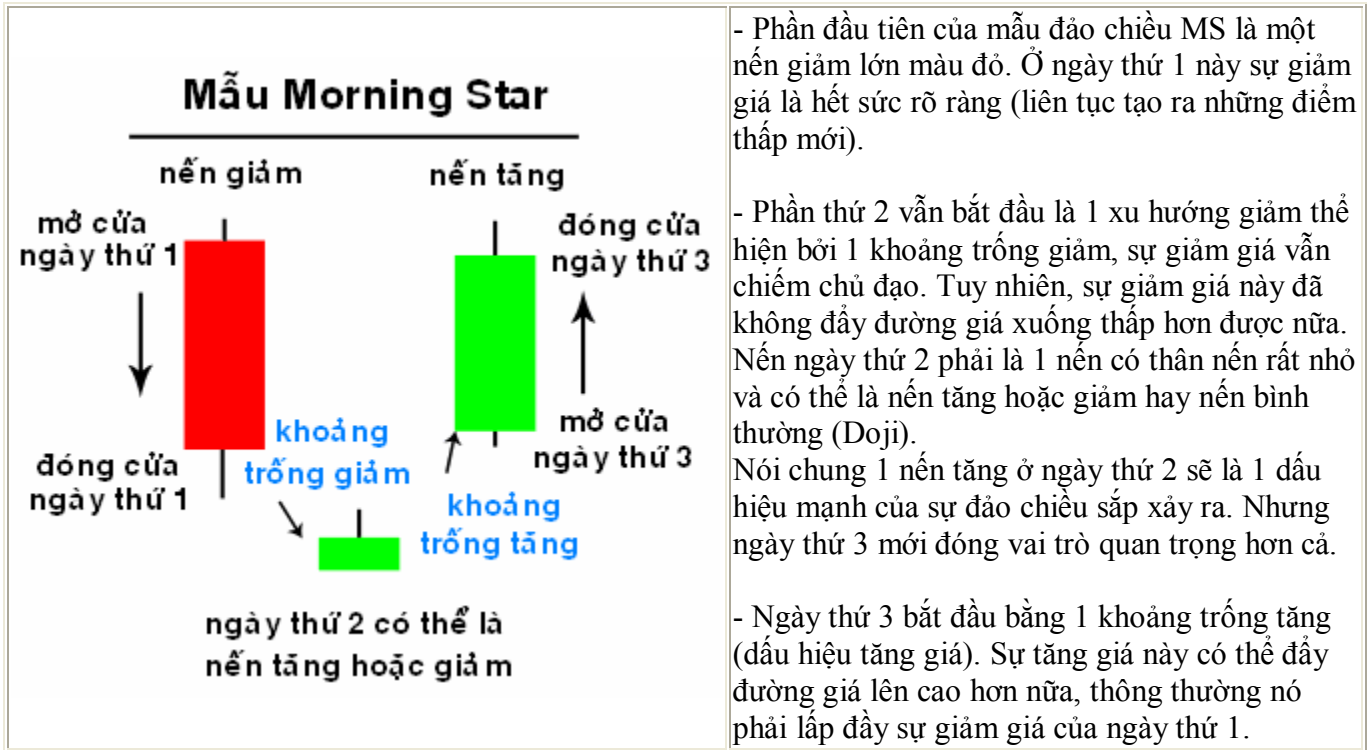 Mẫu Morning Star
nến giảm
nến tăng
mở cửa
ngày thứ 1
đóng cửa
ngày thứ 3
khoảng
trống giảm
mở cửa
ngày thứ 3
đóng cửa
ngày thứ 1
khoảng
trống tăng
ngày thứ 2 có thể là
nến tăng hoặc giảm
- Phần đầu tiên của mẫu đảo chiều MS là một
nến giảm lớn màu đỏ. Ở ngày thứ 1 này sự giảm
giá là hết sức rõ ràng (liên tục tạo ra những điểm
thấp mới).
- Phần thứ 2 vẫn bắt đầu là 1 xu hướng giảm thể
hiện bởi 1 khoảng trống giảm, sự giảm giá vẫn
chiếm chủ đạo. Tuy nhiên, sự giảm giá này đã
không đẩy đường giá xuống thấp hơn được nữa.
Nến ngày thứ 2 phải là 1 nến có thân nến rất nhỏ
và có thể là nến tăng hoặc giảm hay nến bình
thường (Doji).
Nói chung 1 nến tăng ở ngày thứ 2 sẽ là 1 dấu
hiệu mạnh của sự đảo chiều sắp xảy ra. Nhưng
ngày thứ 3 mới đóng vai trò quan trọng hơn cả.
- Ngày thứ 3 bắt đầu bằng 1 khoảng trống tăng
(dấu hiệu tăng giá). Sự tăng giá này có thể đẩy
đường giá lên cao hơn nữa, thông thường nó
phải lấp đầy sự giảm giá của ngày thứ 1.